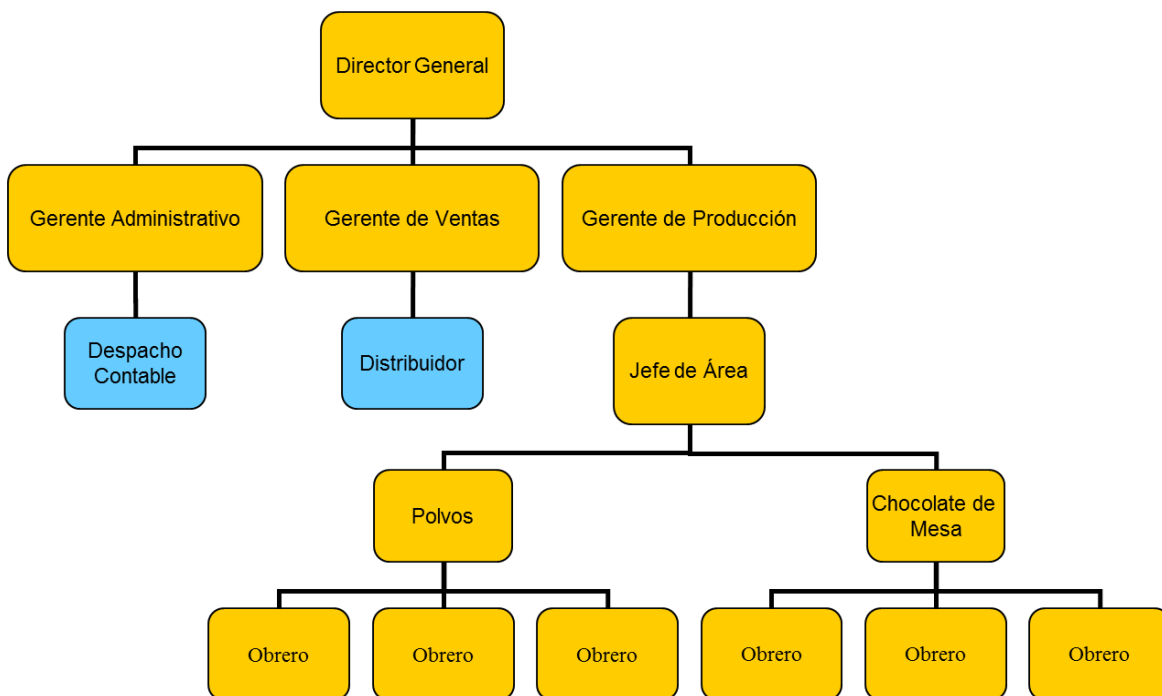 Director General
Gerente Administrativo
Gerente de Ventas
Gerente de Producción
Despacho
Contable
Distribuidor
Jefe de Área
Polvos
Chocolate de
Mesa
Obrero
Obrero
Obrero
Obrero
Obrero
Obrero